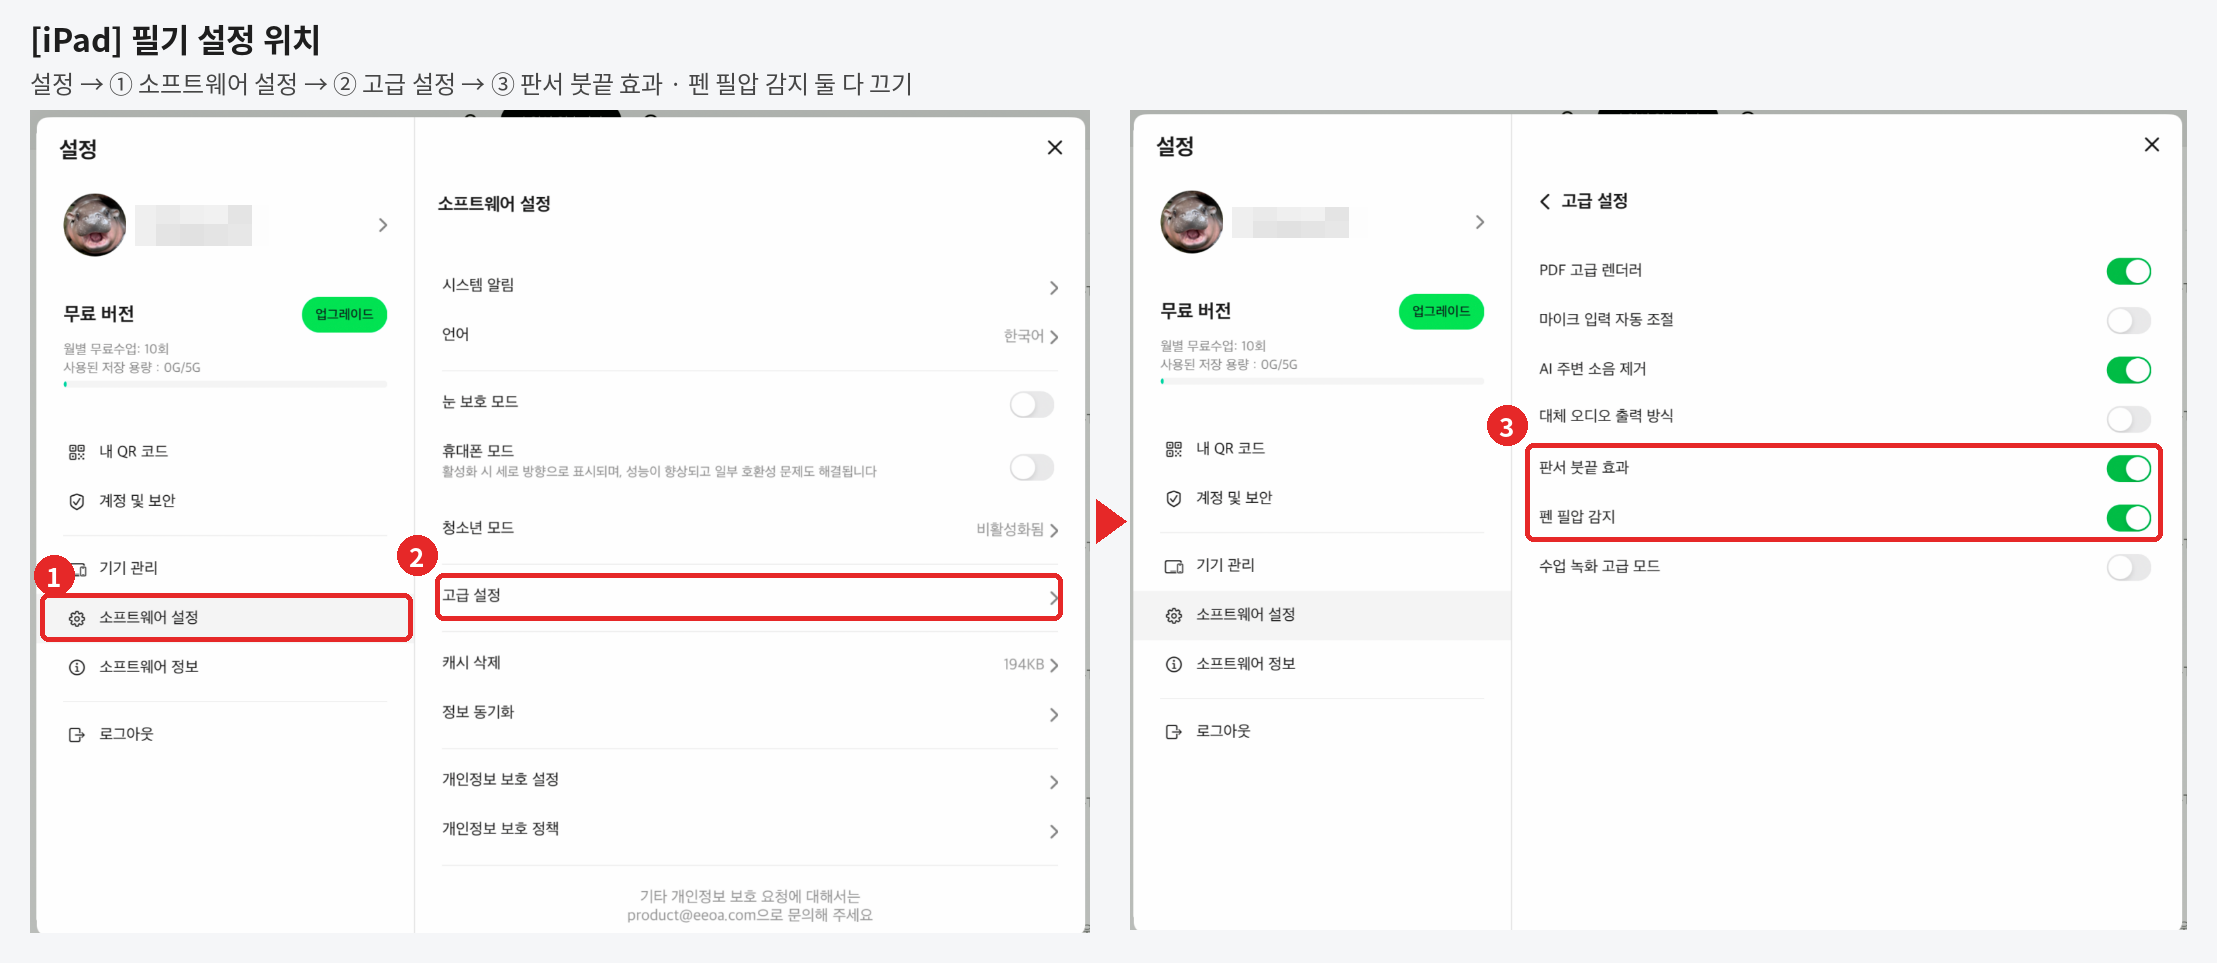 [iPad] 필기 설정 위치
설정 → ① 소프트웨어 설정 → ② 고급 설정 → ③ 판서 붓끝 효과 · 펜 필압 감지 둘 다 끄기
설정
무료 버전
업그레이드
월별 무료수업: 10회
사용된 저장 용량 : 0G/5G
내 QR 코드
계정 및 보안
1
기기 관리
소프트웨어 설정
소프트웨어 정보
로그아웃
소프트웨어 설정
시스템 알림
언어 한국어
눈 보호 모드
휴대폰 모드
활성화 시 세로 방향으로 표시되며, 성능이 향상되고 일부 호환성 문제도 해결됩니다
청소년 모드 비활성화됨
2
고급 설정
캐시 삭제 194KB
정보 동기화
개인정보 보호 설정
개인정보 보호 정책
기타 개인정보 보호 요청에 대해서는
product@eeoa.com으로 문의해 주세요
설정
무료 버전
업그레이드
월별 무료수업: 10회
사용된 저장 용량 : 0G/5G
내 QR 코드
계정 및 보안
기기 관리
소프트웨어 설정
소프트웨어 정보
로그아웃
고급 설정
PDF 고급 렌더러
마이크 입력 자동 조절
AI 주변 소음 제거
대체 오디오 출력 방식
3
판서 붓끝 효과
펜 필압 감지
수업 녹화 고급 모드